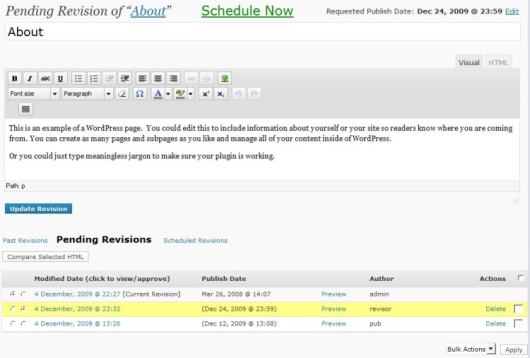 Pending Revision of "About" Schedule Now Requested Publish Date: Dec 24, 2009 @ 23:59 Edit
About
Visual HTML
B I ABC U
Font size Paragraph Ω A x² x₂
This is an example of a WordPress page. You could edit this to include information about yourself or your site so readers know where you are coming
from. You can create as many pages and subpages as you like and manage all of your content inside of WordPress.
Or you could just type meaningless jargon to make sure your plugin is working.
Path: p
Update Revision
Past Revisions Pending Revisions Scheduled Revisions
Compare Selected HTML
Modified Date (click to view/approve) Publish Date Author Actions
4 December, 2009 @ 22:27 [Current Revision] Mar 26, 2008 @ 14:07 Preview admin
4 December, 2009 @ 23:32 (Dec 24, 2009 @ 23:59) Preview revisor Delete
4 December, 2009 @ 13:26 (Dec 12, 2009 @ 13:08) Preview pub Delete
Bulk Actions Apply